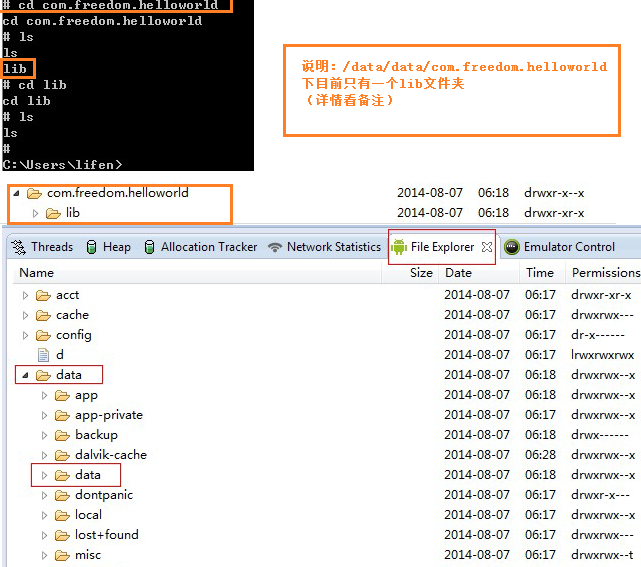 # cd com.freedom.helloworld
cd com.freedom.helloworld
# ls
ls
lib
# cd lib
cd lib
# ls
ls
#
C:\Users\lifen>
说明：/data/data/com.freedom.helloworld
下目前只有一个lib文件夹
（详情看备注）
com.freedom.helloworld 2014-08-07 06:18 drwxr-x--x
lib 2014-08-07 06:18 drwxr-xr-x
Threads Heap Allocation Tracker Network Statistics File Explorer Emulator Control
Name Size Date Time Permissions
acct 2014-08-07 06:17 drwxr-xr-x
cache 2014-08-07 06:17 drwxrwx---
config 2014-08-07 06:17 dr-x------
d 2014-08-07 06:17 lrwxrwxrwx
data 2014-08-07 06:18 drwxrwx--x
app 2014-08-07 06:18 drwxrwx--x
app-private 2014-08-07 06:17 drwxrwx--x
backup 2014-08-07 06:18 drwx------
dalvik-cache 2014-08-07 06:28 drwxrwx--x
data 2014-08-07 06:18 drwxrwx--x
dontpanic 2014-08-07 06:17 drwxr-x---
local 2014-08-07 06:17 drwxrwx--x
lost+found 2014-08-07 06:17 drwxrwx---
misc 2014-08-07 06:17 drwxrwx--t